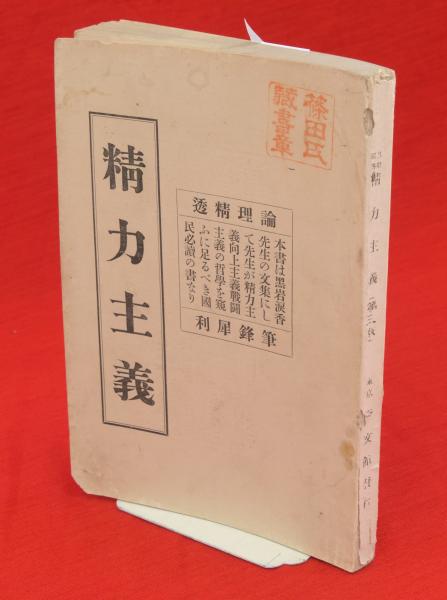 精力主義
篠田氏
藏書章
論理精透
本書は黒岩涙香
先生の文集にし
て先生が精力主
義向上主義戰鬪
主義の哲學を窺
ふに足るべき國
民必讀の書なり
筆鋒犀利
精力主義